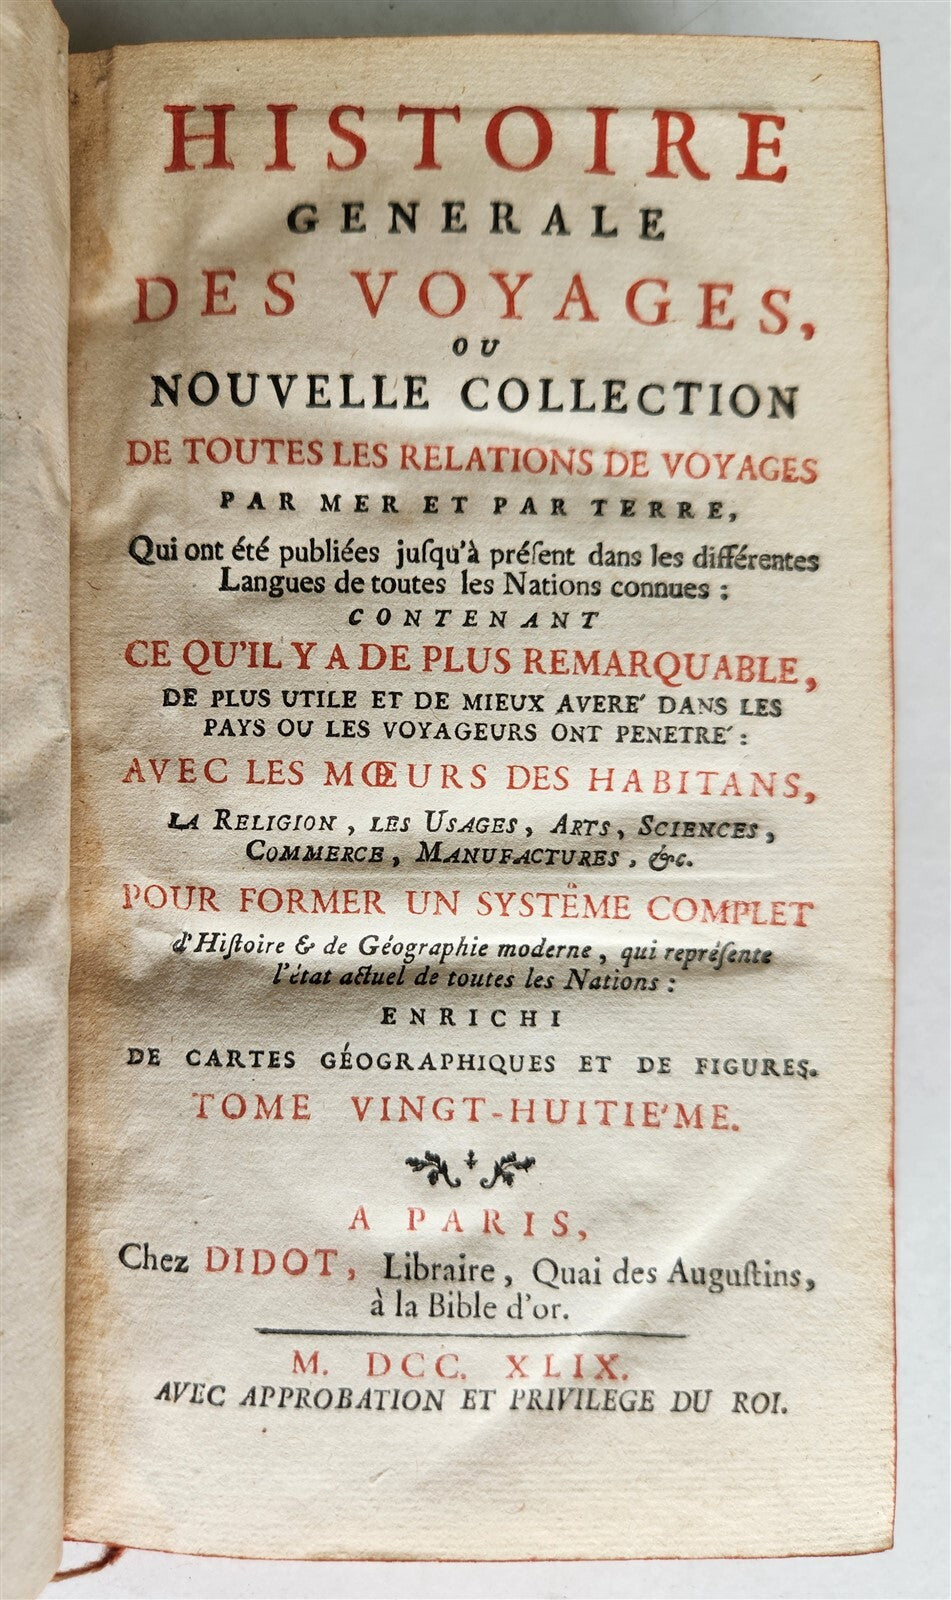 HISTOIRE
GENERALE
DES VOYAGES,
OU
NOUVELLE COLLECTION
DE TOUTES LES RELATIONS DE VOYAGES
PAR MER ET PAR TERRE,
Qui ont été publiées juſqu'à préſent dans les différentes
Langues de toutes les Nations connues :
CONTENANT
CE QU'IL Y A DE PLUS REMARQUABLE,
DE PLUS UTILE ET DE MIEUX AVERE' DANS LES
PAYS OU LES VOYAGEURS ONT PENETRE' :
AVEC LES MŒURS DES HABITANS,
LA RELIGION, LES USAGES, ARTS, SCIENCES,
COMMERCE, MANUFACTURES, &c.
POUR FORMER UN SYSTËME COMPLET
d'Hiſtoire & de Géographie moderne, qui repréſente
l'état actuel de toutes les Nations :
ENRICHI
DE CARTES GÉOGRAPHIQUES ET DE FIGURES.
TOME VINGT-HUITIE'ME.
A PARIS,
Chez DIDOT, Libraire, Quai des Auguſtins,
à la Bible d'or.
M. DCC. XLIX.
AVEC APPROBATION ET PRIVILEGE DU ROI.